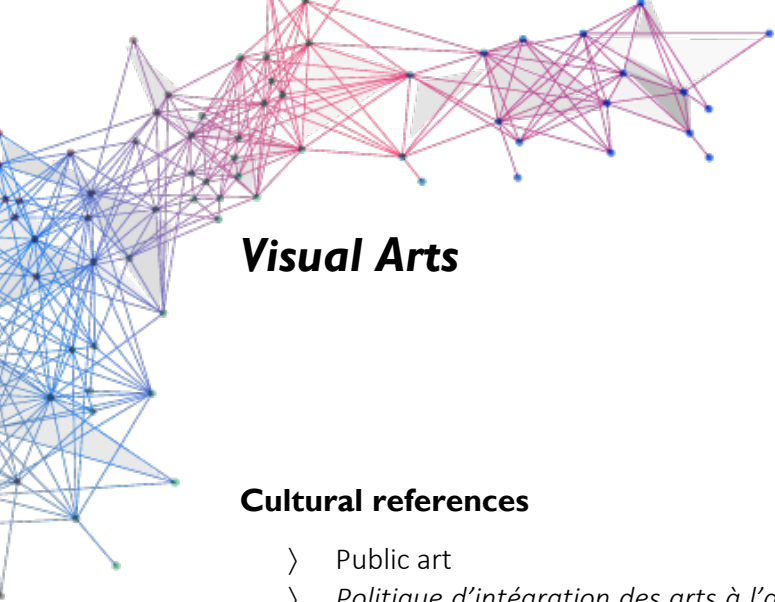 Visual Arts
Cultural references
〉 Public art
〉 Politique d’intégration des arts à l’